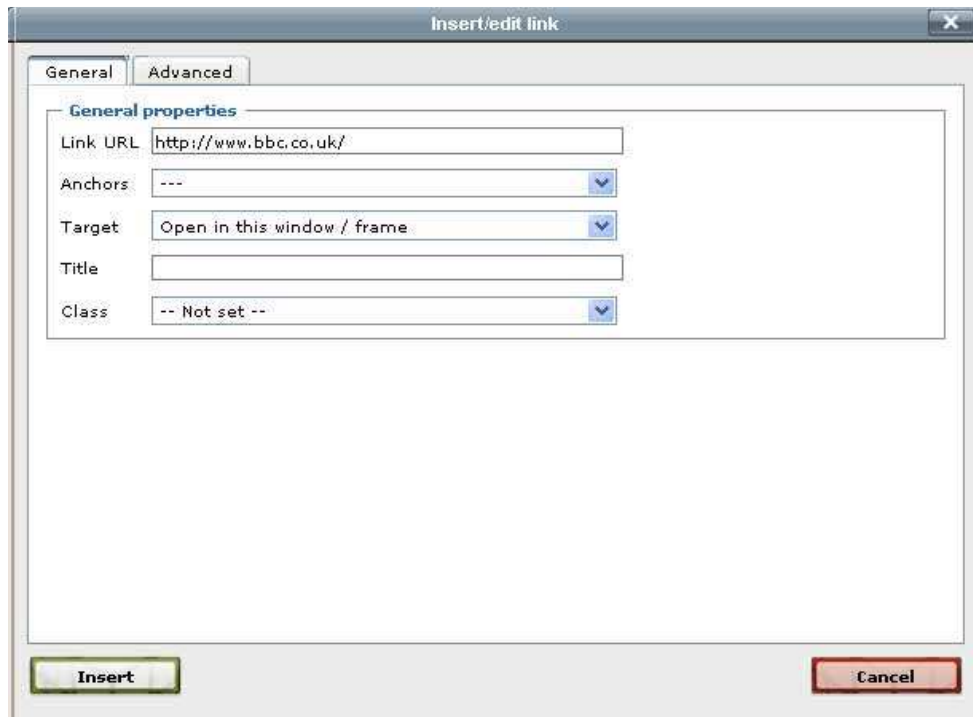 Insert/edit link
General Advanced
General properties
Link URL http://www.bbc.co.uk/
Anchors ---
Target Open in this window / frame
Title
Class -- Not set --
Insert Cancel